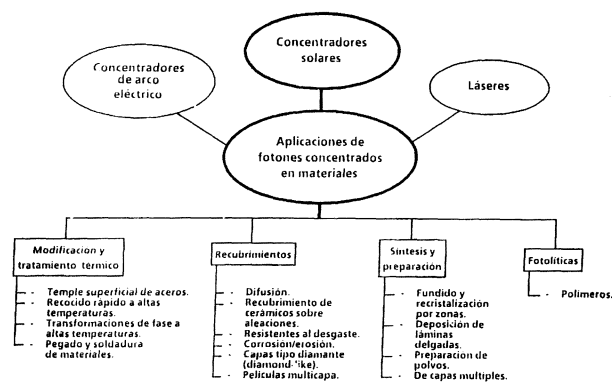 Concentradores
solares
Concentradores
de arco
eléctrico
Láseres
Aplicaciones de
fotones concentrados
en materiales
Modificacion y
tratamiento térmico
- Temple superficial de aceros.
- Recocido rápido a altas
temperaturas.
- Transformaciones de fase a
altas temperaturas.
- Pegado y soldadura
de materiales.
Recubrimientos
- Difusión.
- Recubrimiento de
cerámicos sobre
aleaciones.
- Resistentes al desgaste.
- Corrosión/erosión.
- Capas tipo diamante
(diamond-'ike).
- Películas multicapa.
Síntesis y
preparación
- Fundido y
recristalización
por zonas.
- Deposición de
láminas
delgadas.
- Preparacion de
polvos.
- De capas multiples.
Fotolíticas
- Polímeros.